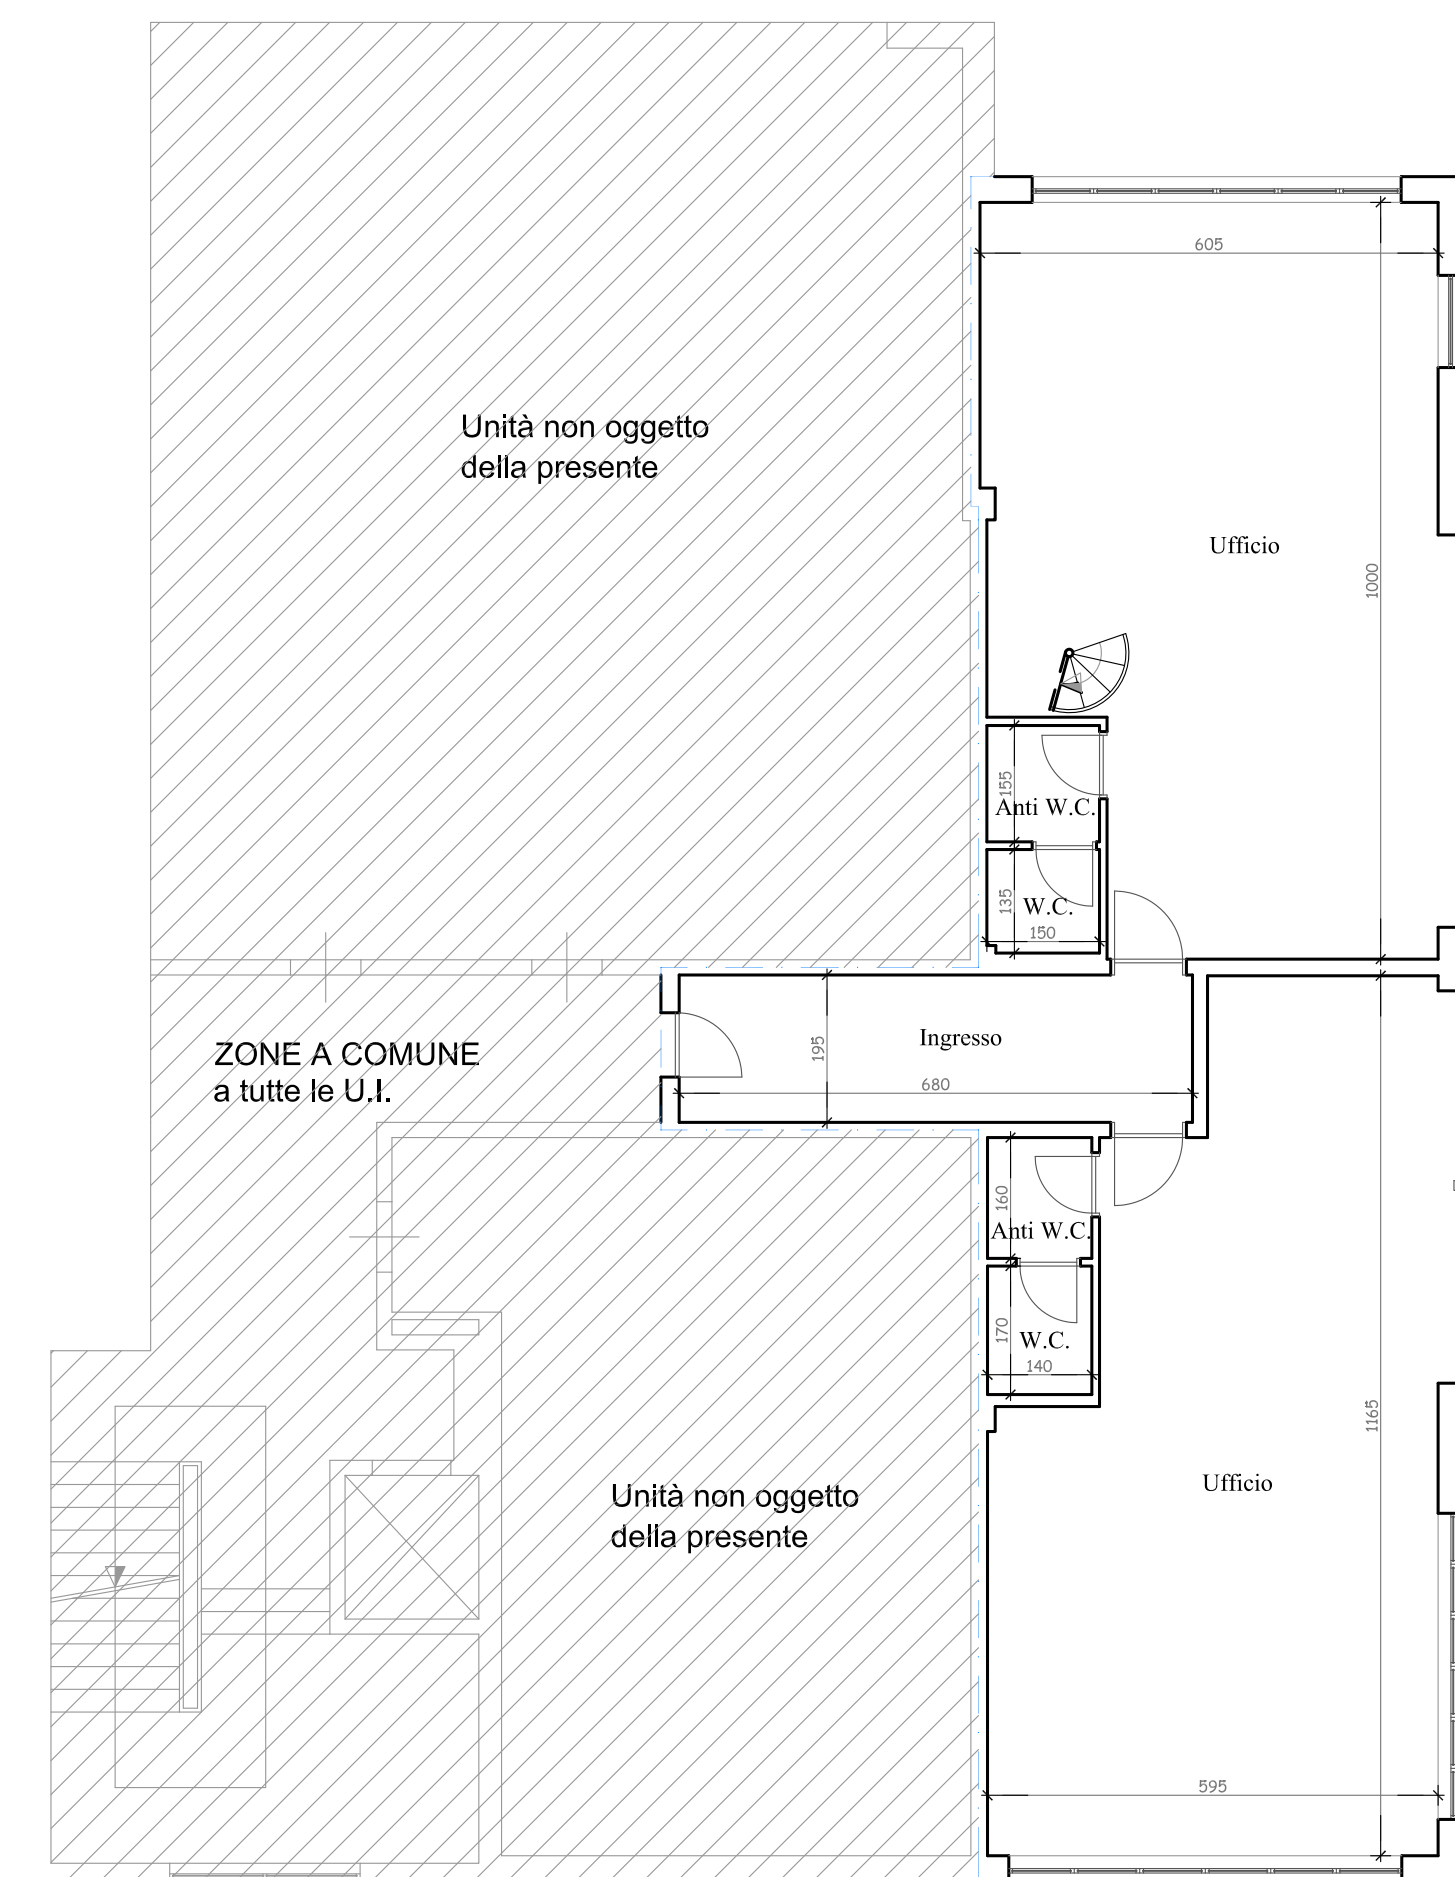 605
Unità non oggetto
della presente
Ufficio
1000
155
Anti W.C.
135
W.C.
150
Ingresso
195
680
ZONE A COMUNE
a tutte le U.I.
160
Anti W.C.
170
W.C.
140
1165
Ufficio
Unità non oggetto
della presente
595